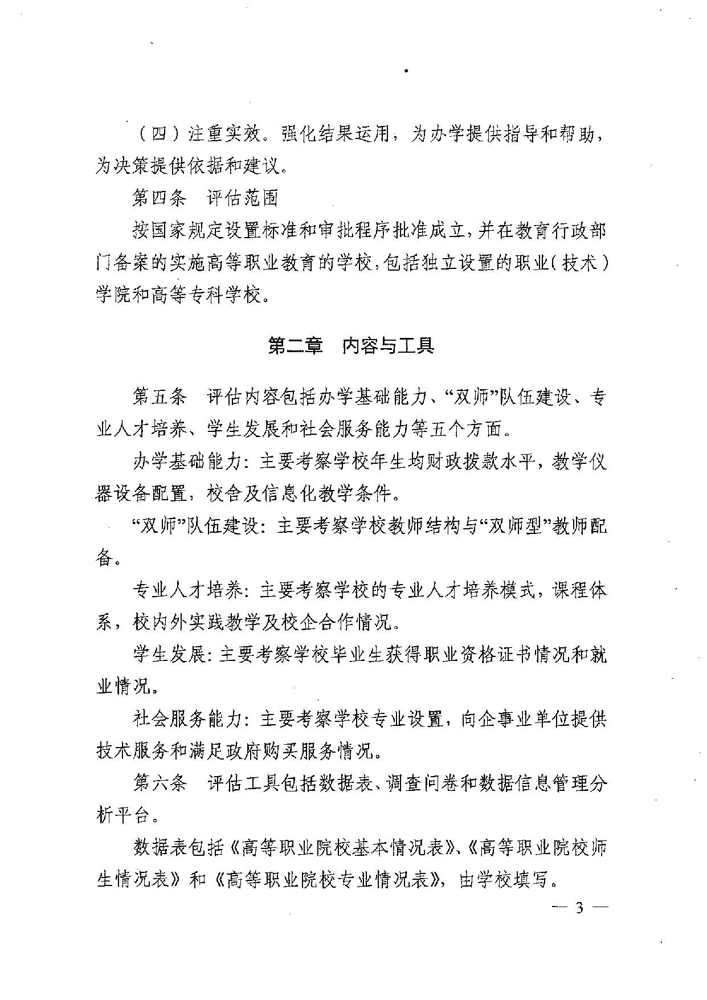 （四）注重实效。强化结果运用，为办学提供指导和帮助，
为决策提供依据和建议。
第四条　评估范围
按国家规定设置标准和审批程序批准成立，并在教育行政部
门备案的实施高等职业教育的学校，包括独立设置的职业（技术）
学院和高等专科学校。
第二章　内容与工具
第五条　评估内容包括办学基础能力、“双师”队伍建设、专
业人才培养、学生发展和社会服务能力等五个方面。
办学基础能力：主要考察学校年生均财政拨款水平，教学仪
器设备配置，校舍及信息化教学条件。
“双师”队伍建设：主要考察学校教师结构与“双师型”教师配
备。
专业人才培养：主要考察学校的专业人才培养模式，课程体
系，校内外实践教学及校企合作情况。
学生发展：主要考察学校毕业生获得职业资格证书情况和就
业情况。
社会服务能力：主要考察学校专业设置，向企事业单位提供
技术服务和满足政府购买服务情况。
第六条　评估工具包括数据表、调查问卷和数据信息管理分
析平台。
数据表包括《高等职业院校基本情况表》、《高等职业院校师
生情况表》和《高等职业院校专业情况表》，由学校填写。
— 3 —